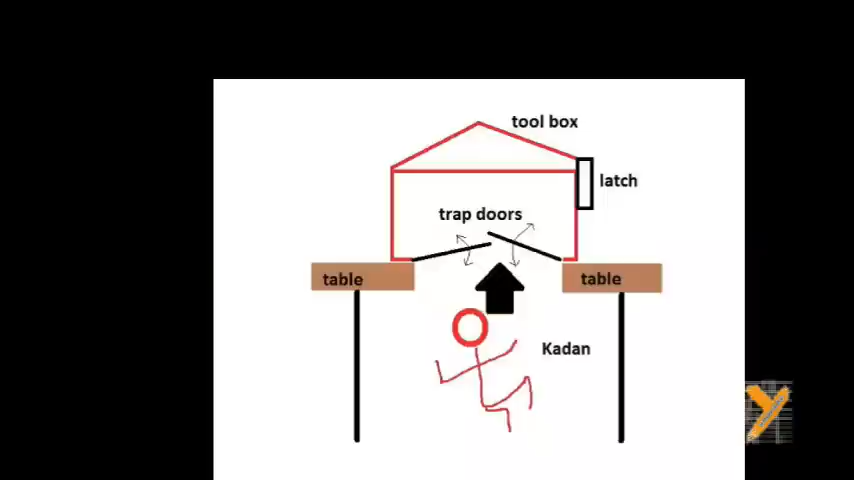 tool box
latch
trap doors
table
table
Kadan